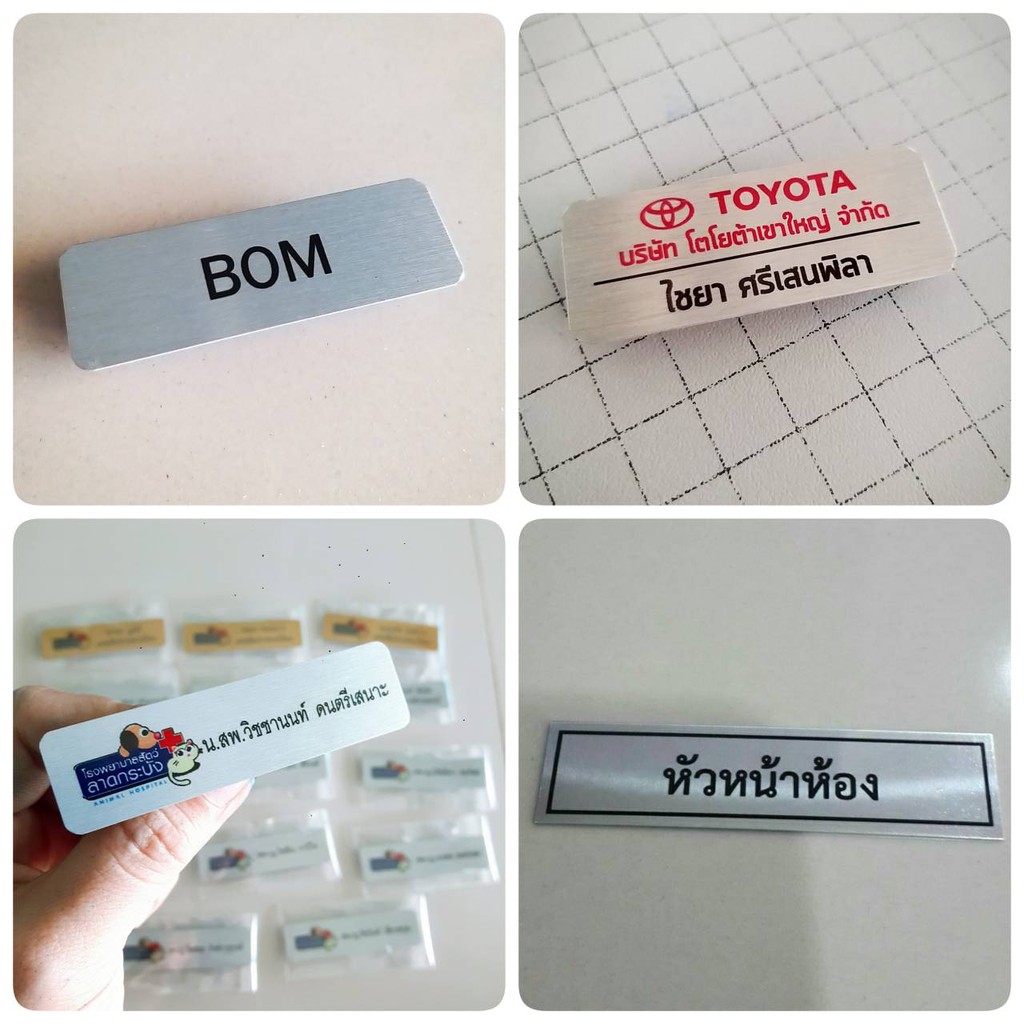 BOM
TOYOTA
บริษัท โตโยต้าเขาใหญ่ จำกัด
ไชยา ศรีเสนพิลา
โรงพยาบาลสัตว์
ลาดกระบัง
ANIMAL HOSPITAL
น.สพ.วิชชานนท์ ดนตรีเสนาะ
หัวหน้าห้อง